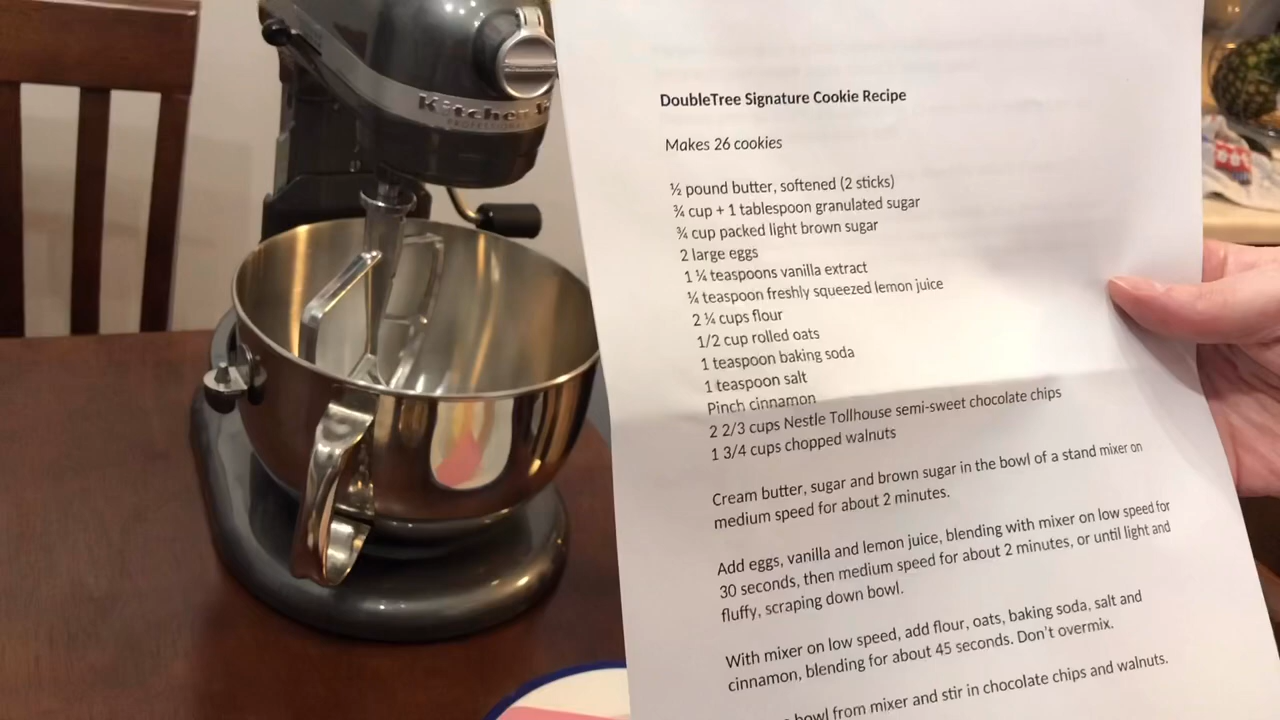 KitchenAi
PROFESSIONAL
DoubleTree Signature Cookie Recipe
Makes 26 cookies
½ pound butter, softened (2 sticks)
¾ cup + 1 tablespoon granulated sugar
¾ cup packed light brown sugar
2 large eggs
1 ¼ teaspoons vanilla extract
¼ teaspoon freshly squeezed lemon juice
2 ¼ cups flour
1/2 cup rolled oats
1 teaspoon baking soda
1 teaspoon salt
Pinch cinnamon
2 2/3 cups Nestle Tollhouse semi-sweet chocolate chips
1 3/4 cups chopped walnuts
Cream butter, sugar and brown sugar in the bowl of a stand mixer on
medium speed for about 2 minutes.
Add eggs, vanilla and lemon juice, blending with mixer on low speed for
30 seconds, then medium speed for about 2 minutes, or until light and
fluffy, scraping down bowl.
With mixer on low speed, add flour, oats, baking soda, salt and
cinnamon, blending for about 45 seconds. Don't overmix.
bowl from mixer and stir in chocolate chips and walnuts.